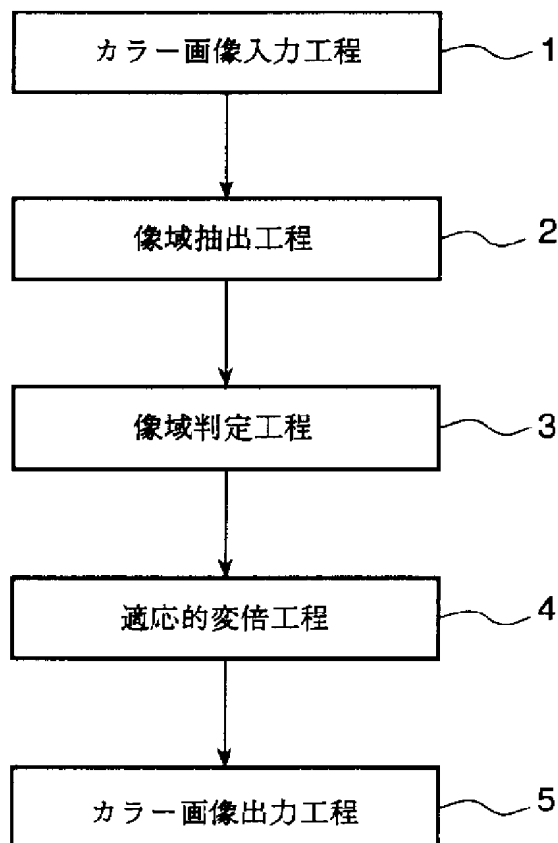 カラー画像入力工程 1
像域抽出工程 2
像域判定工程 3
適応的変倍工程 4
カラー画像出力工程 5